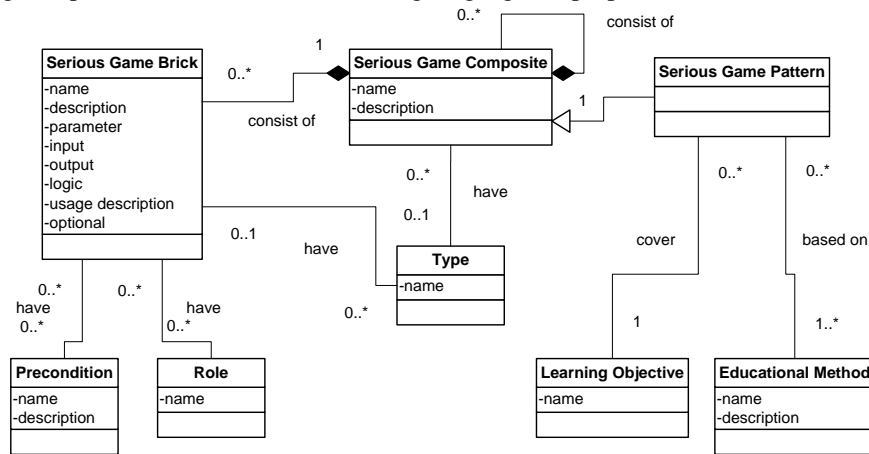 0..*
consist of
1
Serious Game Brick
Serious Game Composite
Serious Game Pattern
0..*
-name
-description
-parameter
-input
-output
-logic
-usage description
-optional
-name
-description
1
consist of
0..*
0..*
0..*
have
0..1
0..1
have
cover
based on
Type
-name
0..*
0..*
0..*
have
have
0..*
0..*
1
1..*
Precondition
Role
Learning Objective
Educational Method
-name
-description
-name
-name
-name
-description